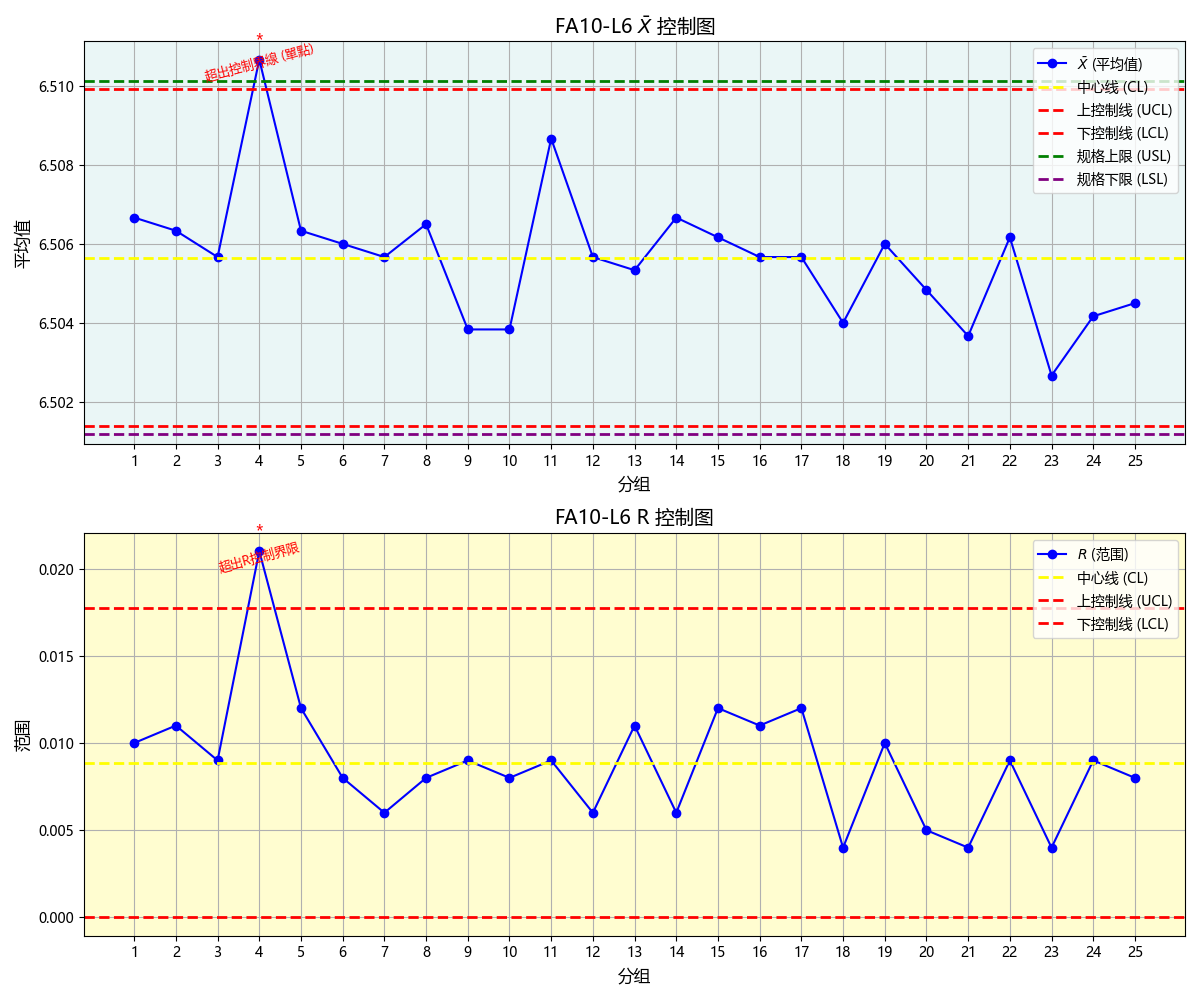 FA10-L6 X̄ 控制图
*
超出控制界線 (單點)
X̄ (平均值)
中心线 (CL)
上控制线 (UCL)
下控制线 (LCL)
规格上限 (USL)
规格下限 (LSL)
平均值
6.510
6.508
6.506
6.504
6.502
1 2 3 4 5 6 7 8 9 10 11 12 13 14 15 16 17 18 19 20 21 22 23 24 25
分组
FA10-L6 R 控制图
*
超出R控制界限
R (范围)
中心线 (CL)
上控制线 (UCL)
下控制线 (LCL)
范围
0.020
0.015
0.010
0.005
0.000
1 2 3 4 5 6 7 8 9 10 11 12 13 14 15 16 17 18 19 20 21 22 23 24 25
分组